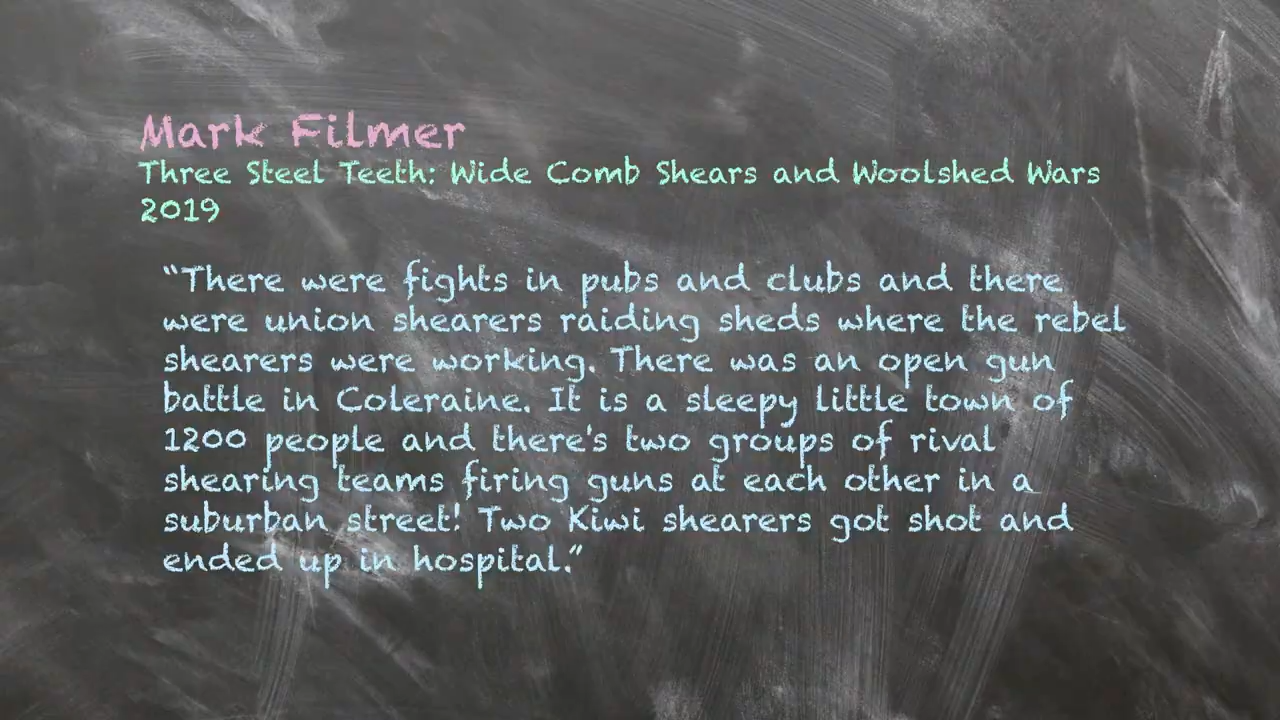 Mark Filmer
Three Steel Teeth: Wide Comb Shears and Woolshed Wars
2019
“There were fights in pubs and clubs and there
were union shearers raiding sheds where the rebel
shearers were working. There was an open gun
battle in Coleraine. It is a sleepy little town of
1200 people and there's two groups of rival
shearing teams firing guns at each other in a
suburban street! Two Kiwi shearers got shot and
ended up in hospital.”